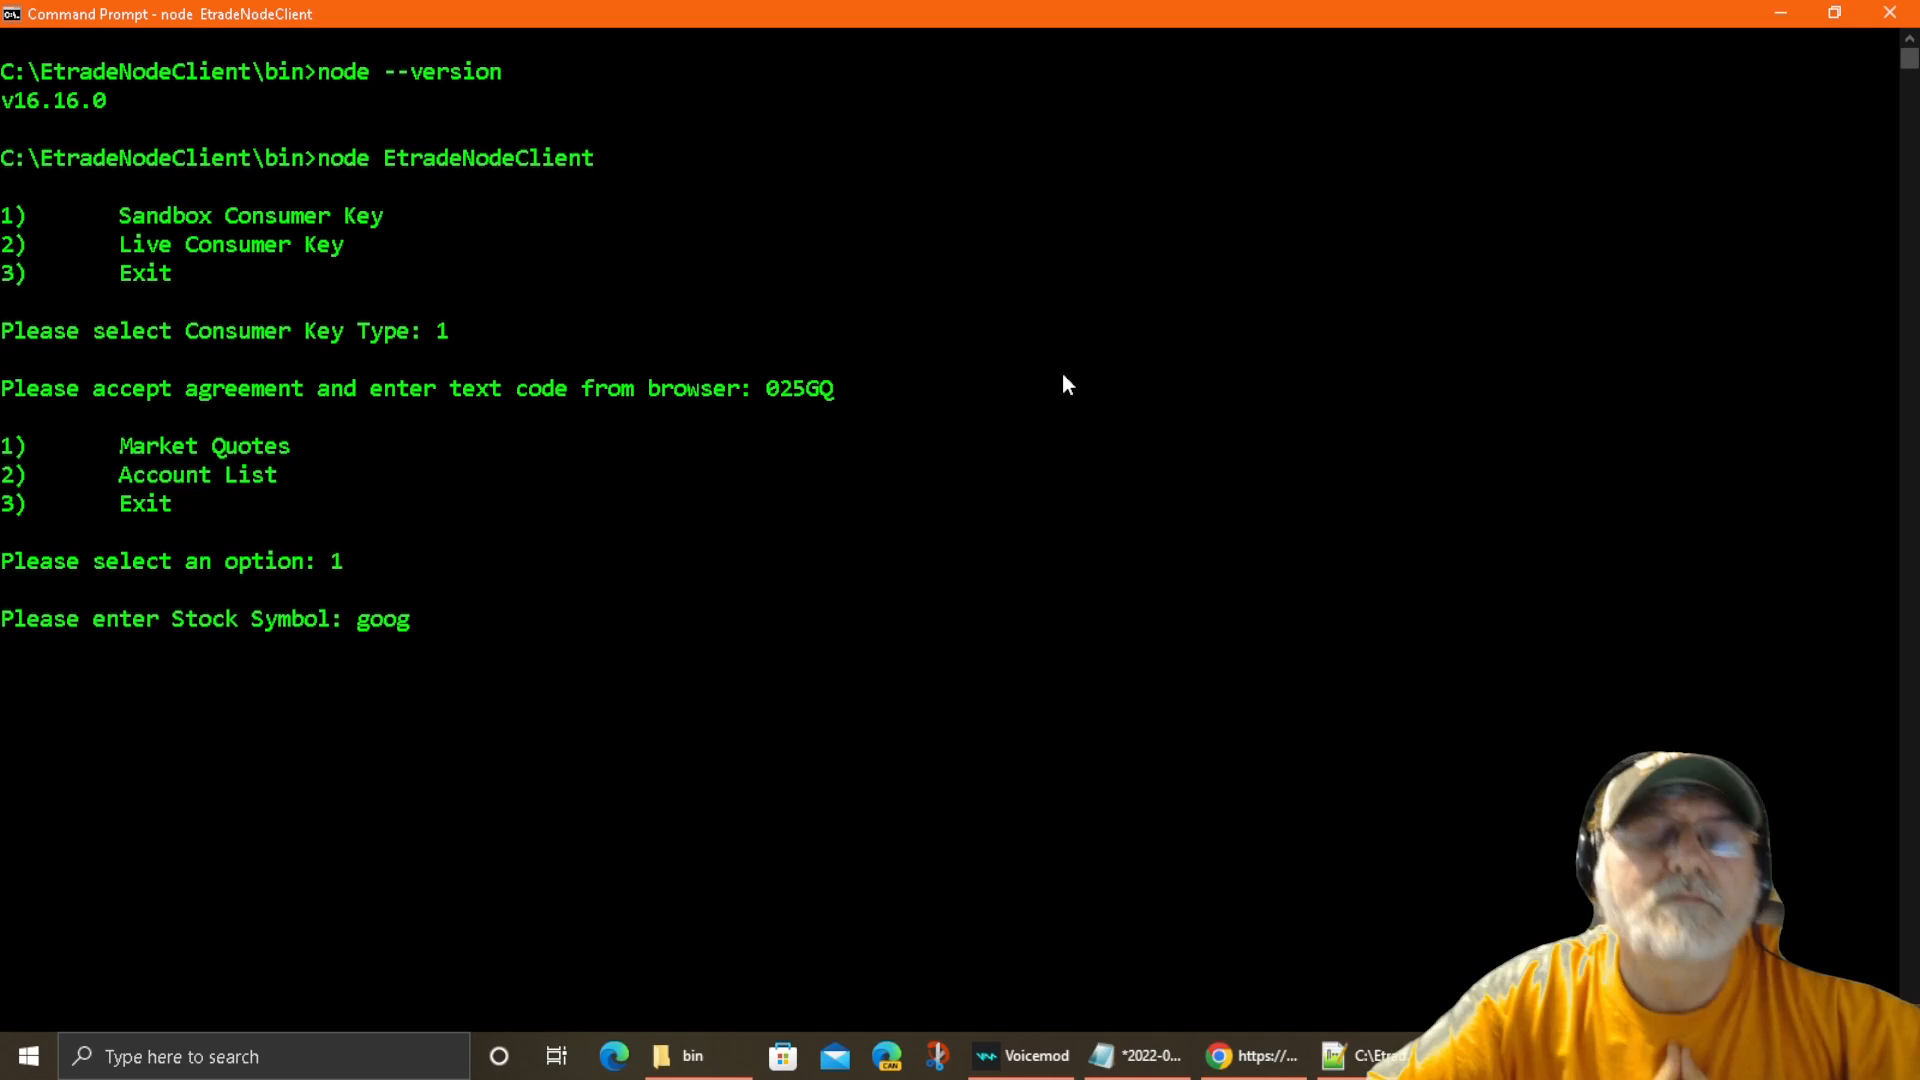 Command Prompt - node  EtradeNodeClient
C:\EtradeNodeClient\bin>node --version
v16.16.0
C:\EtradeNodeClient\bin>node EtradeNodeClient
1)       Sandbox Consumer Key
2)       Live Consumer Key
3)       Exit
Please select Consumer Key Type: 1
Please accept agreement and enter text code from browser: 025GQ
1)       Market Quotes
2)       Account List
3)       Exit
Please select an option: 1
Please enter Stock Symbol: goog
Type here to search
bin
CAN
Voicemod
*2022-0...
https://...
C:\Etrad